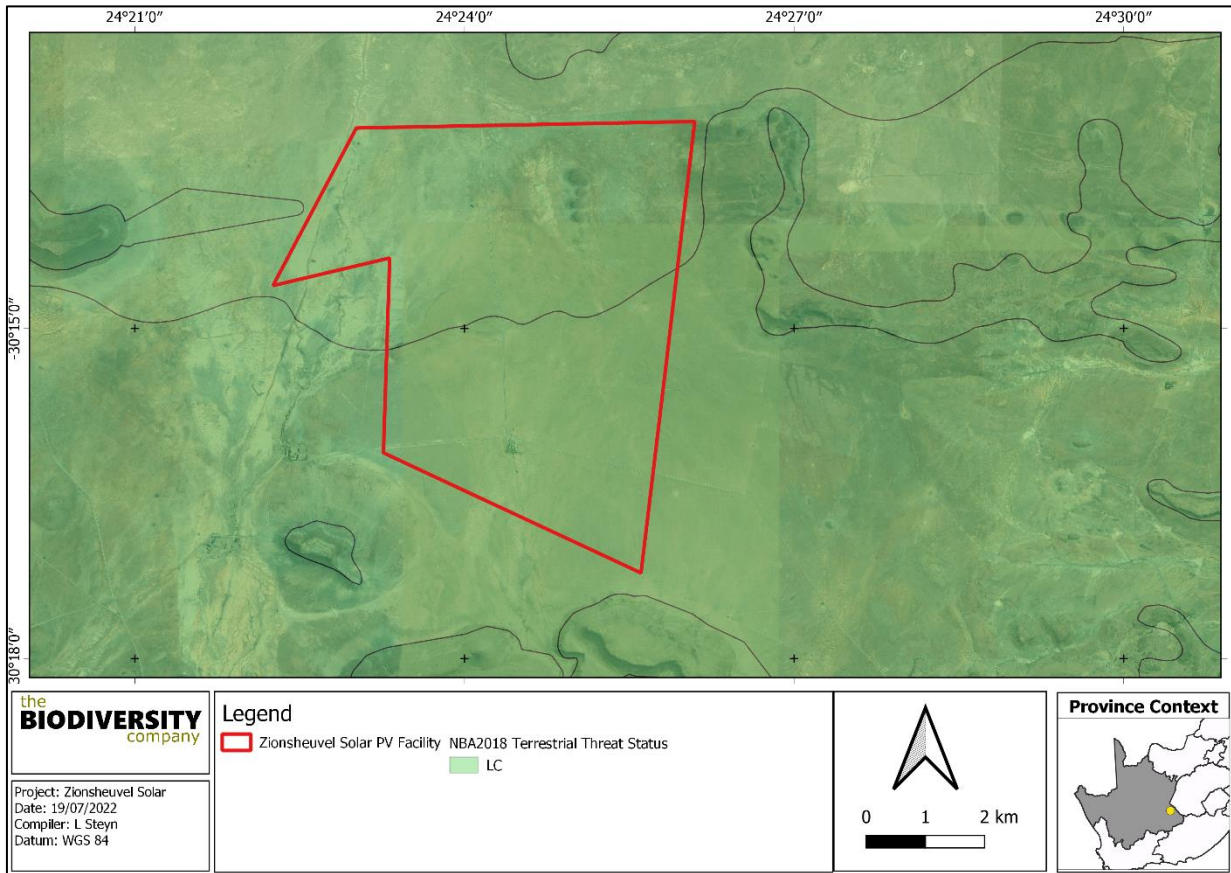 24°21′0″ 24°24′0″ 24°27′0″ 24°30′0″
-30°15′0″
30°18′0″
the
BIODIVERSITY
company
Project: Zionsheuvel Solar
Date: 19/07/2022
Compiler: L Steyn
Datum: WGS 84
Legend
Zionsheuvel Solar PV Facility NBA2018 Terrestrial Threat Status
LC
0 1 2 km
Province Context